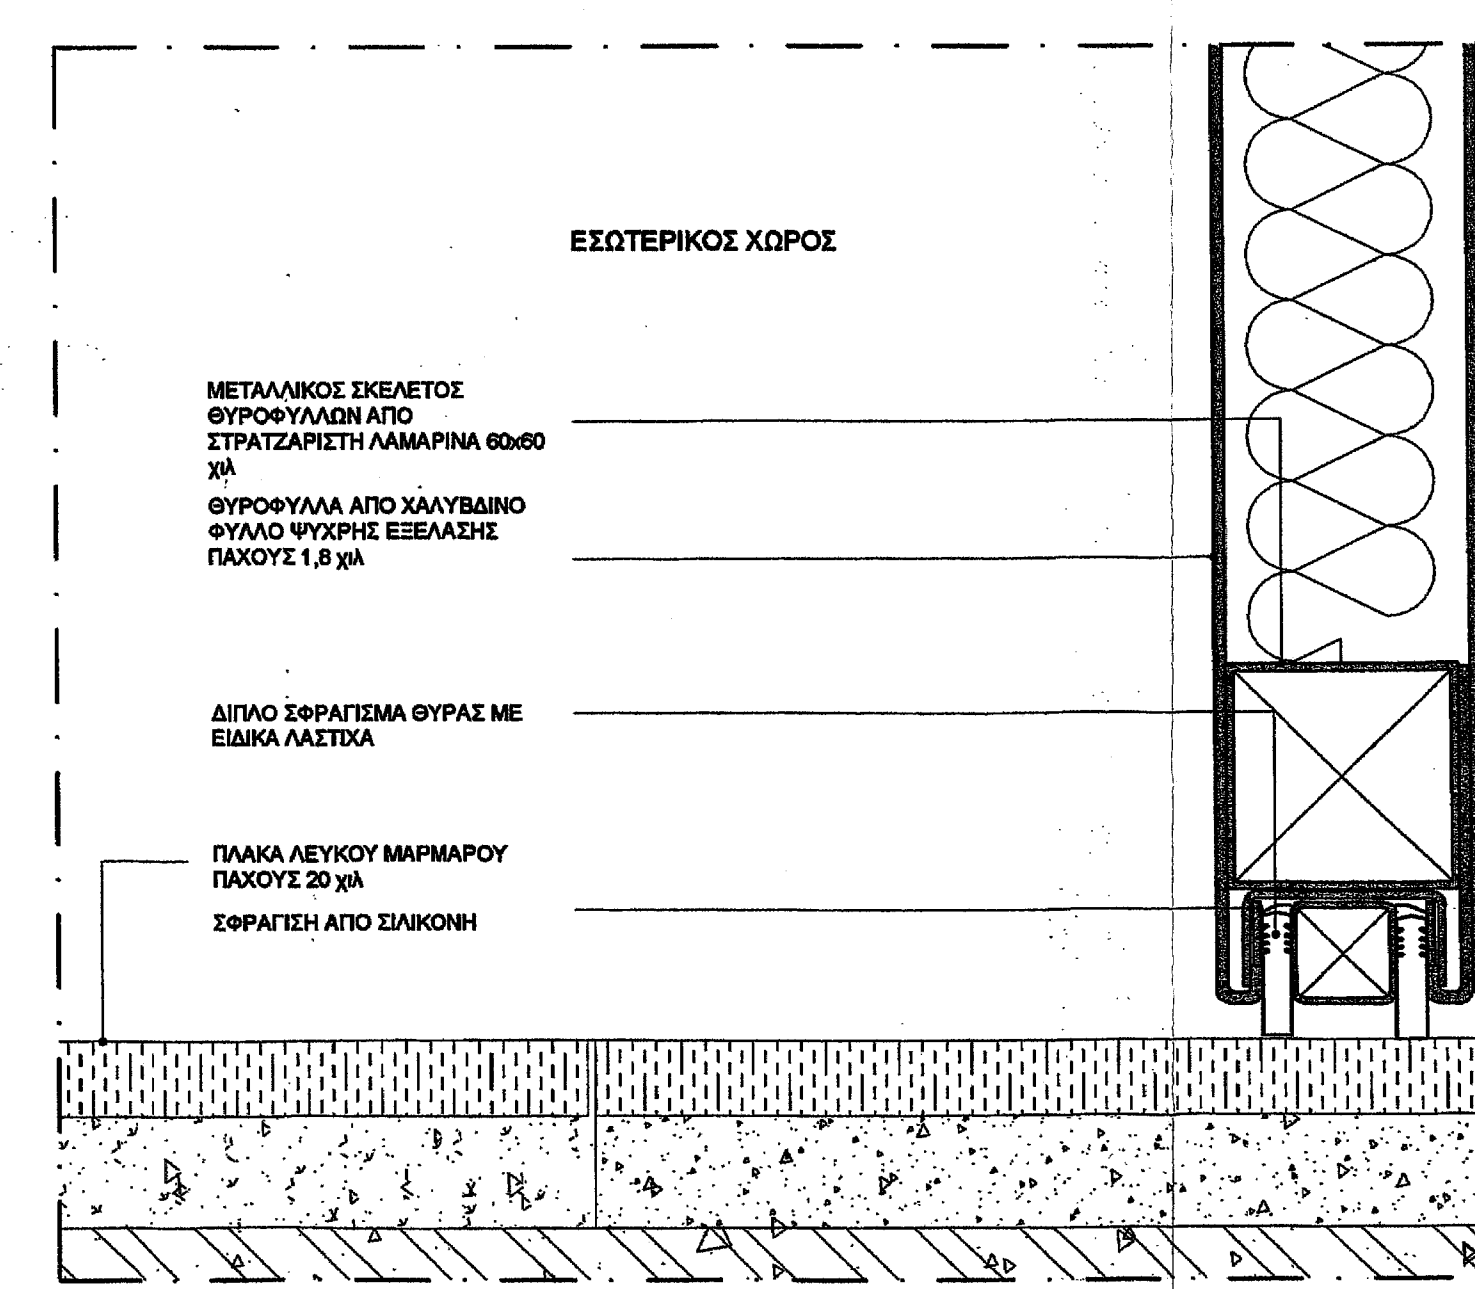 ΕΣΩΤΕΡΙΚΟΣ ΧΩΡΟΣ
ΜΕΤΑΛΛΙΚΟΣ ΣΚΕΛΕΤΟΣ
ΘΥΡΟΦΥΛΛΩΝ ΑΠΟ
ΣΤΡΑΤΖΑΡΙΣΤΗ ΛΑΜΑΡΙΝΑ 60x60
χιλ
ΘΥΡΟΦΥΛΛΑ ΑΠΟ ΧΑΛΥΒΔΙΝΟ
ΦΥΛΛΟ ΨΥΧΡΗΣ ΕΞΕΛΑΣΗΣ
ΠΑΧΟΥΣ 1,8 χιλ
ΔΙΠΛΟ ΣΦΡΑΓΙΣΜΑ ΘΥΡΑΣ ΜΕ
ΕΙΔΙΚΑ ΛΑΣΤΙΧΑ
ΠΛΑΚΑ ΛΕΥΚΟΥ ΜΑΡΜΑΡΟΥ
ΠΑΧΟΥΣ 20 χιλ
ΣΦΡΑΓΙΣΗ ΑΠΟ ΣΙΛΙΚΟΝΗ